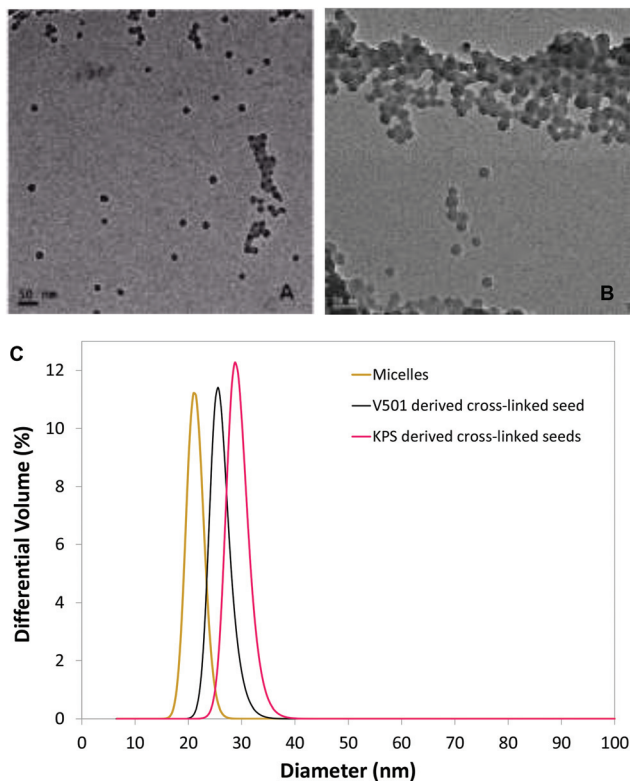 50 nm
A
B
C
Micelles
V501 derived cross-linked seed
KPS derived cross-linked seeds
Differential Volume (%)
12
10
8
6
4
2
0
0 10 20 30 40 50 60 70 80 90 100
Diameter (nm)